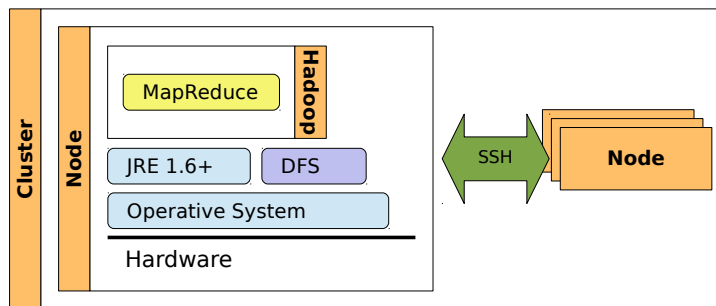 Cluster
Node
Hadoop
MapReduce
JRE 1.6+
DFS
Operative System
Hardware
SSH
Node